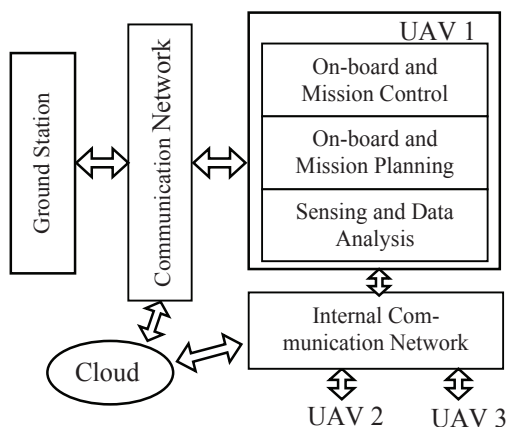 Ground Station
Communication Network
UAV 1
On-board and
Mission Control
On-board and
Mission Planning
Sensing and Data
Analysis
Internal Com-
munication Network
Cloud
UAV 2
UAV 3